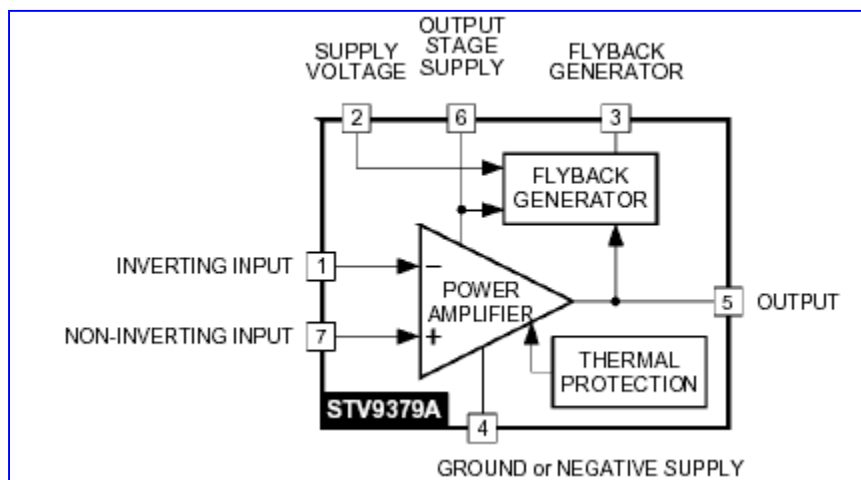 OUTPUT
STAGE
SUPPLY
SUPPLY
VOLTAGE
FLYBACK
GENERATOR
2
6
3
FLYBACK
GENERATOR
INVERTING INPUT
1
−
POWER
AMPLIFIER
5
OUTPUT
NON-INVERTING INPUT
7
+
THERMAL
PROTECTION
STV9379A
4
GROUND or NEGATIVE SUPPLY